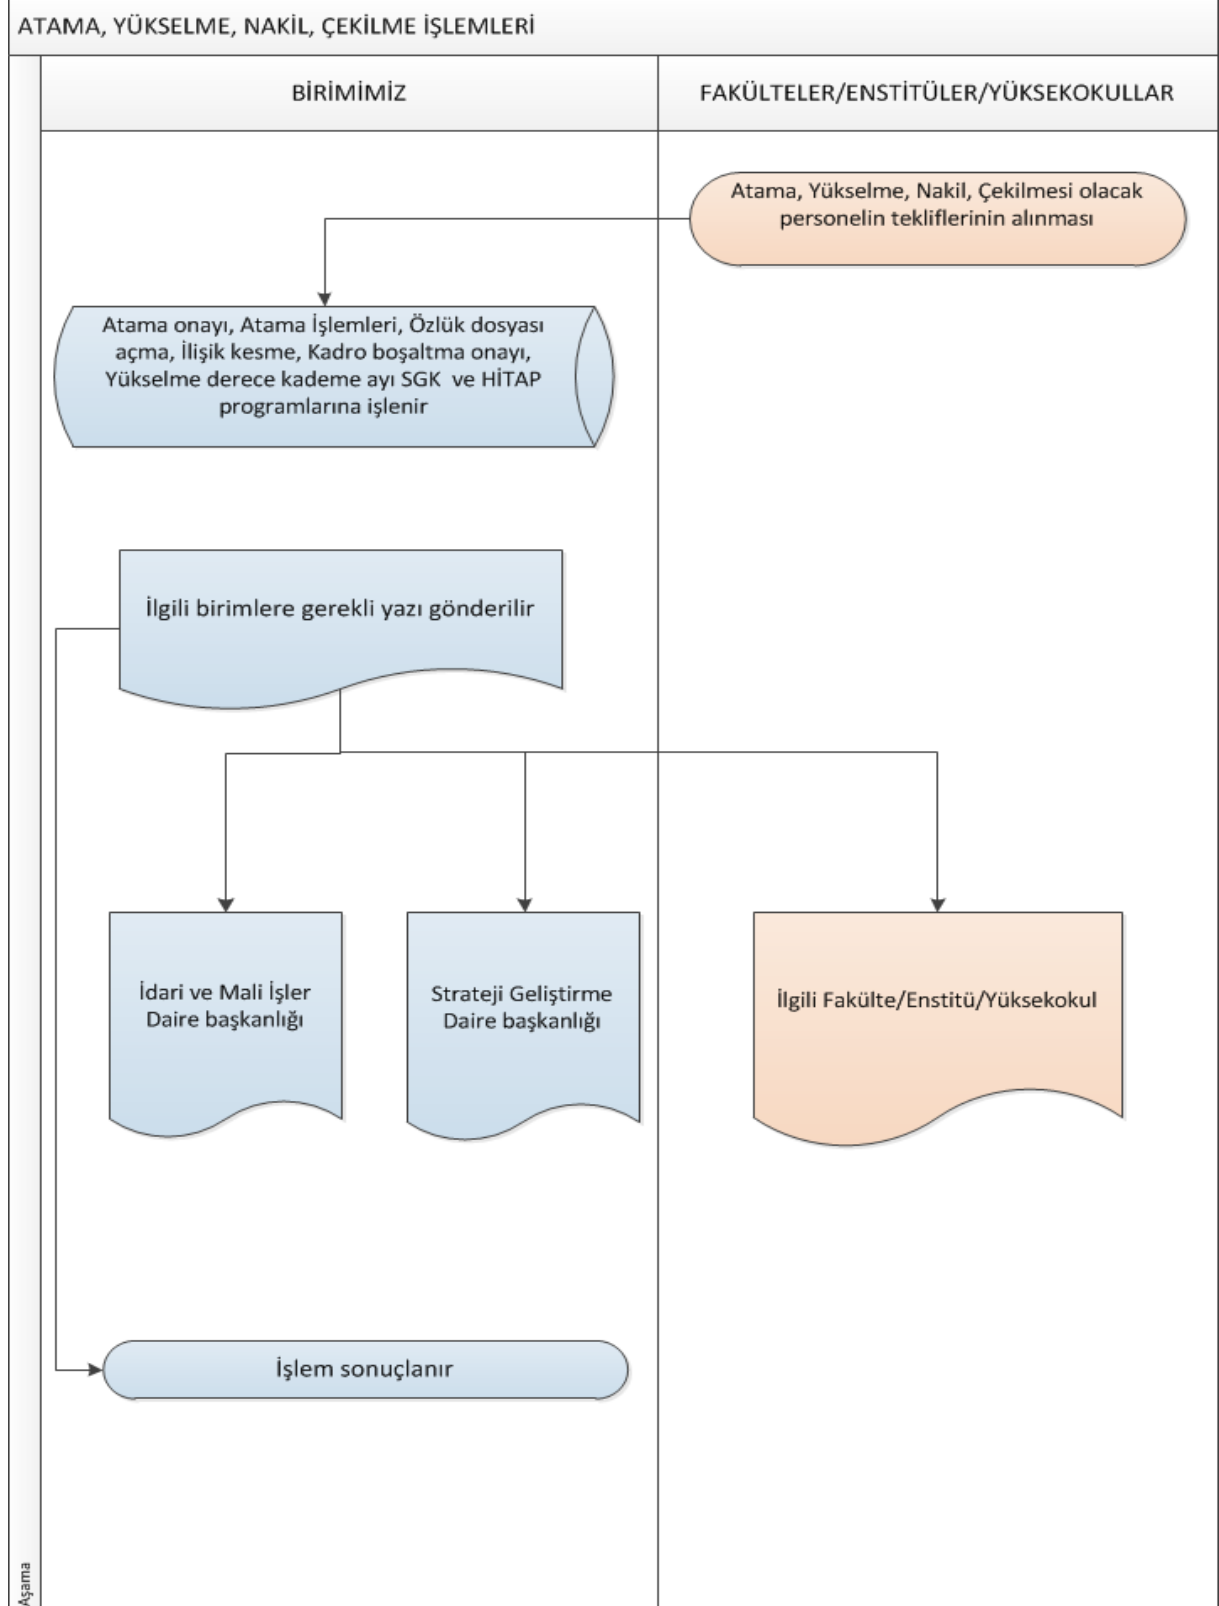 ATAMA, YÜKSELME, NAKİL, ÇEKİLME İŞLEMLERİ
BİRİMİMİZ
FAKÜLTELER/ENSTİTÜLER/YÜKSEKOKULLAR
Atama, Yükselme, Nakil, Çekilmesi olacak
personelin tekliflerinin alınması
Atama onayı, Atama İşlemleri, Özlük dosyası
açma, İlişik kesme, Kadro boşaltma onayı,
Yükselme derece kademe ayı SGK ve HİTAP
programlarına işlenir
İlgili birimlere gerekli yazı gönderilir
İdari ve Mali İşler
Daire başkanlığı
Strateji Geliştirme
Daire başkanlığı
İlgili Fakülte/Enstitü/Yüksekokul
İşlem sonuçlanır
Aşama